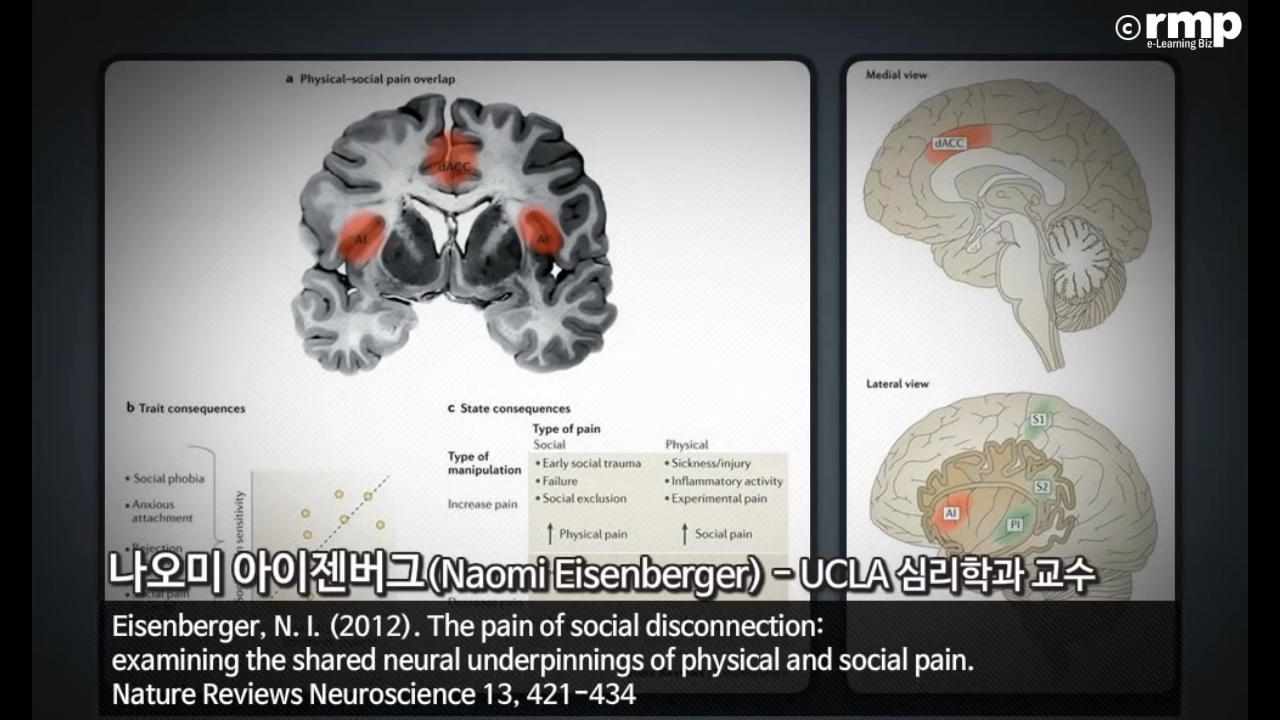 © rmp
e-Learning Biz
a Physical–social pain overlap
dACC
AI
AI
b Trait consequences
• Social phobia
• Anxious
attachment
• Rejection
social pain
sensitivity
c State consequences
Type of pain
Social
Physical
Type of
manipulation
• Early social trauma
• Sickness/injury
• Failure
• Inflammatory activity
Increase pain
• Social exclusion
• Experimental pain
↑ Physical pain
↑ Social pain
Medial view
dACC
Lateral view
S1
S2
AI
PI
나오미 아이젠버그(Naomi Eisenberger) - UCLA 심리학과 교수
Eisenberger, N. I. (2012). The pain of social disconnection:
examining the shared neural underpinnings of physical and social pain.
Nature Reviews Neuroscience 13, 421-434